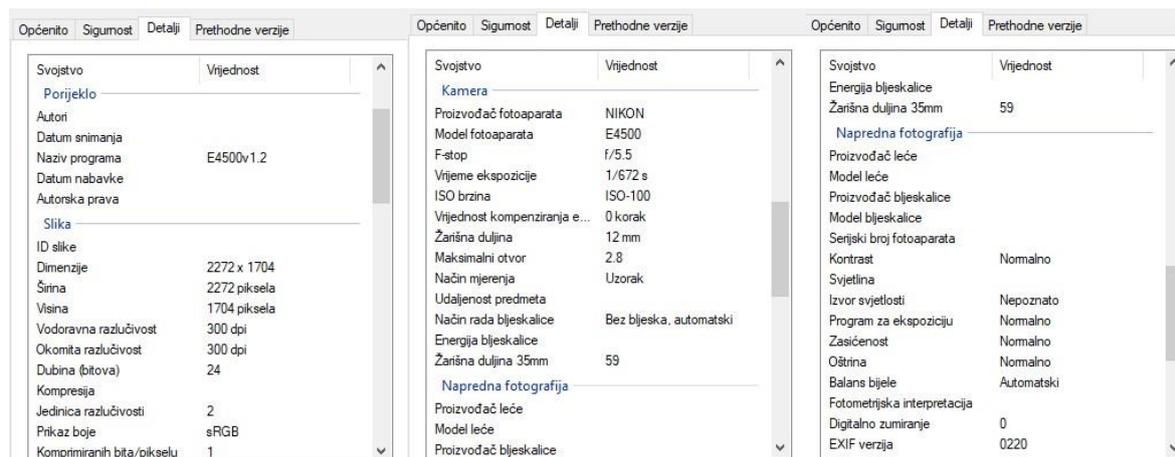 Općenito Sigurnost Detalji Prethodne verzije
Svojstvo Vrijednost
Porijeklo
Autori
Datum snimanja
Naziv programa E4500v1.2
Datum nabavke
Autorska prava
Slika
ID slike
Dimenzije 2272 x 1704
Širina 2272 piksela
Visina 1704 piksela
Vodoravna razlučivost 300 dpi
Okomita razlučivost 300 dpi
Dubina (bitova) 24
Kompresija
Jedinica razlučivosti 2
Prikaz boje sRGB
Komprimiranih bita/pikselu 1
Općenito Sigurnost Detalji Prethodne verzije
Svojstvo Vrijednost
Kamera
Proizvođač fotoaparata NIKON
Model fotoaparata E4500
F-stop f/5.5
Vrijeme ekspozicije 1/672 s
ISO brzina ISO-100
Vrijednost kompenziranja e... 0 korak
Žarišna duljina 12 mm
Maksimalni otvor 2.8
Način mjerenja Uzorak
Udaljenost predmeta
Način rada bljeskalice Bez bljeska, automatski
Energija bljeskalice
Žarišna duljina 35mm 59
Napredna fotografija
Proizvođač leće
Model leće
Proizvođač bljeskalice
Općenito Sigurnost Detalji Prethodne verzije
Svojstvo Vrijednost
Energija bljeskalice
Žarišna duljina 35mm 59
Napredna fotografija
Proizvođač leće
Model leće
Proizvođač bljeskalice
Model bljeskalice
Serijski broj fotoaparata
Kontrast Normalno
Svjetlina
Izvor svjetlosti Nepoznato
Program za ekspoziciju Normalno
Zasićenost Normalno
Oštrina Normalno
Balans bijele Automatski
Fotometrijska interpretacija
Digitalno zumiranje 0
EXIF verzija 0220